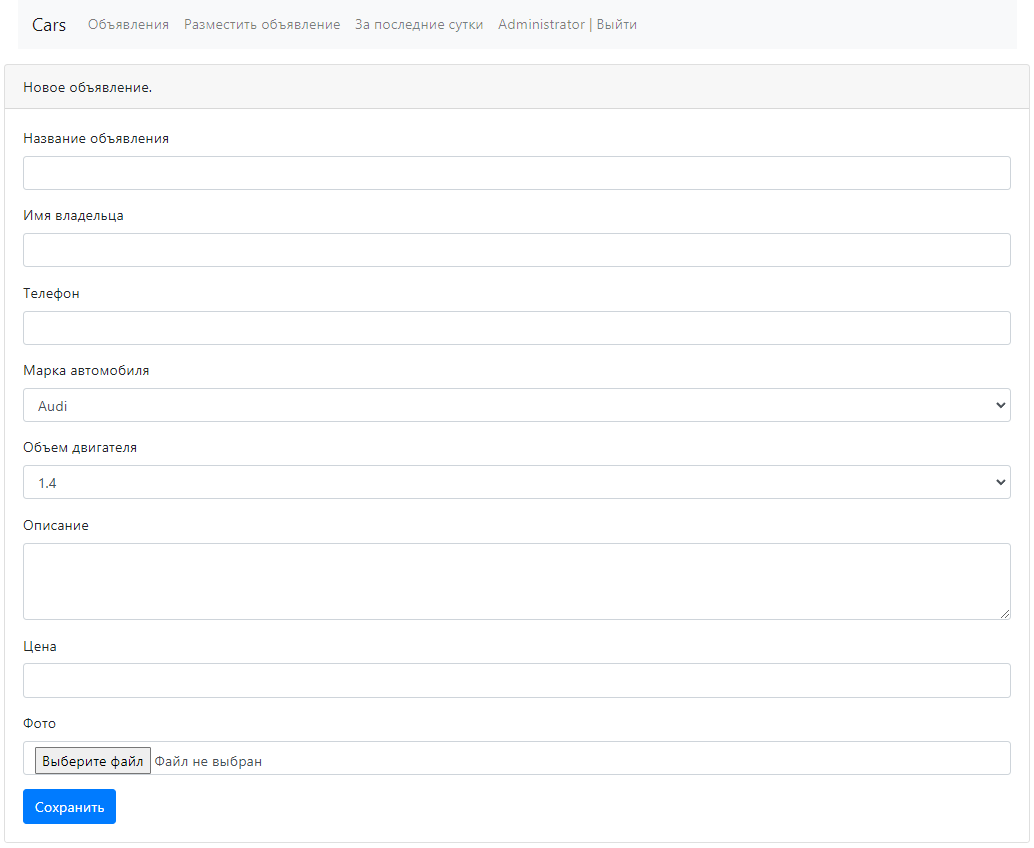 Cars Объявления Разместить объявление За последние сутки Administrator | Выйти
Новое объявление.
Название объявления
Имя владельца
Телефон
Марка автомобиля
Audi
Объем двигателя
1.4
Описание
Цена
Фото
Выберите файл Файл не выбран
Сохранить